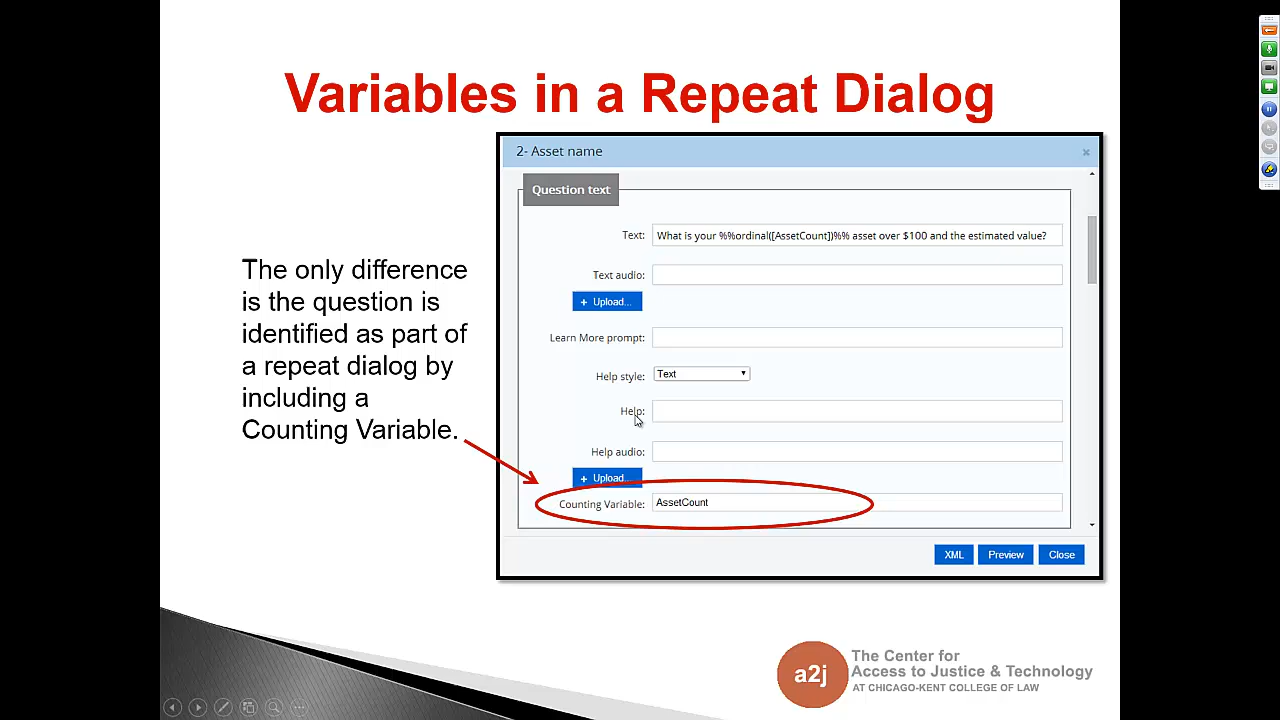 Variables in a Repeat Dialog
The only difference
is the question is
identified as part of
a repeat dialog by
including a
Counting Variable.
2- Asset name
Question text
Text: What is your %%ordinal([AssetCount])%% asset over $100 and the estimated value?
Text audio:
+ Upload...
Learn More prompt:
Help style: Text
Help:
Help audio:
+ Upload...
Counting Variable: AssetCount
XML Preview Close
a2j
The Center for
Access to Justice & Technology
AT CHICAGO-KENT COLLEGE OF LAW